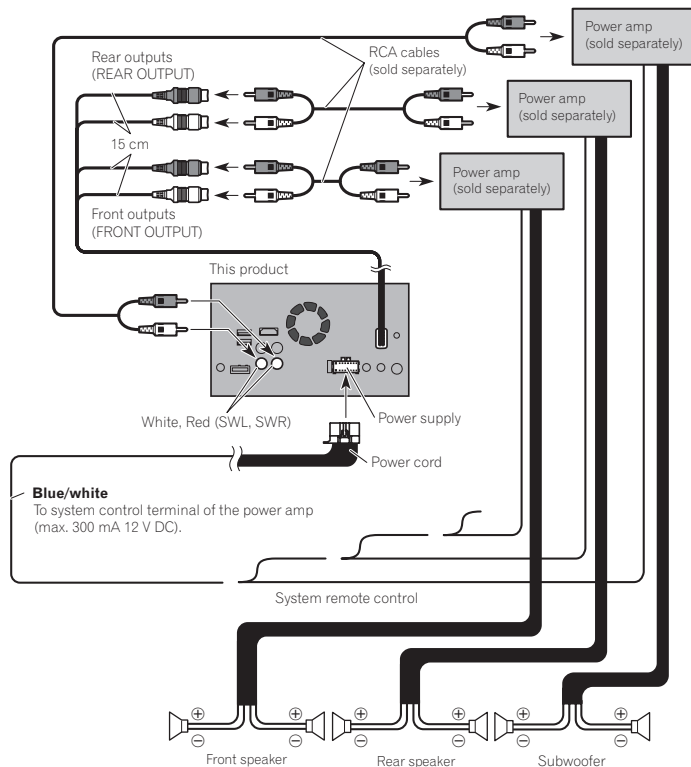 Power amp
(sold separately)
Rear outputs
(REAR OUTPUT)
RCA cables
(sold separately)
Power amp
(sold separately)
15 cm
Power amp
(sold separately)
Front outputs
(FRONT OUTPUT)
This product
White, Red (SWL, SWR)
Power supply
Power cord
Blue/white
To system control terminal of the power amp
(max. 300 mA 12 V DC).
System remote control
⊕ ⊕ ⊕ ⊕ ⊕ ⊕
⊖ ⊖ ⊖ ⊖ ⊖ ⊖
Front speaker
Rear speaker
Subwoofer